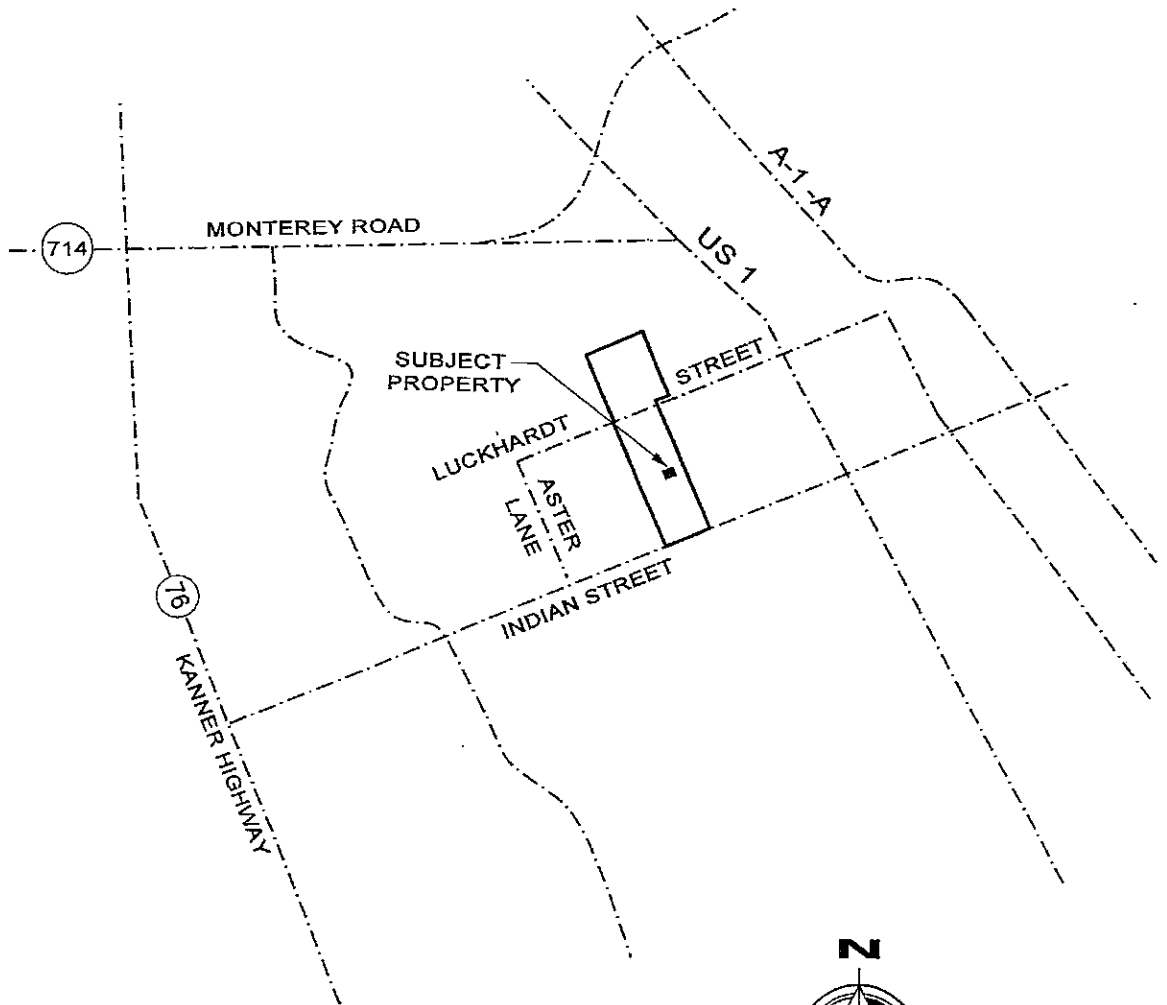 A-1-A
MONTEREY ROAD
714
US 1
SUBJECT
PROPERTY
STREET
LUCKHARDT
ASTER
LANE
INDIAN STREET
76
KANNER HIGHWAY
N